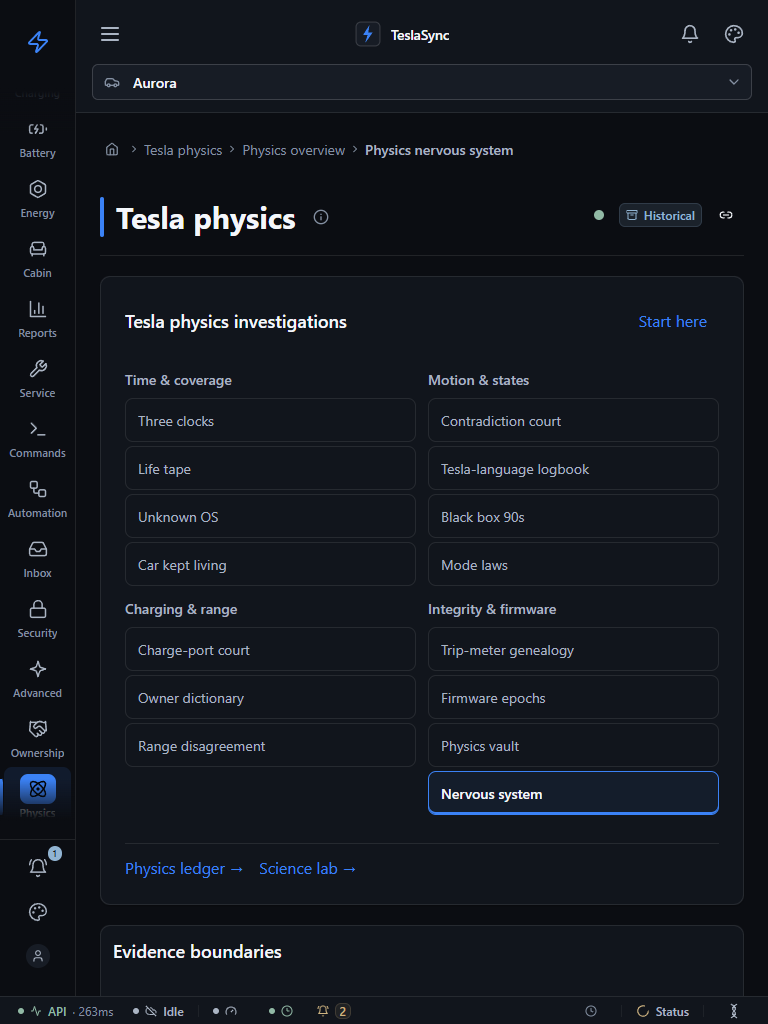 TeslaSync
Aurora
Charging
Battery
Energy
Cabin
Reports
Service
Commands
Automation
Inbox
Security
Advanced
Ownership
Physics
1
Tesla physics > Physics overview > Physics nervous system
Tesla physics
Historical
Tesla physics investigations
Start here
Time & coverage
Three clocks
Life tape
Unknown OS
Car kept living
Motion & states
Contradiction court
Tesla-language logbook
Black box 90s
Mode laws
Charging & range
Charge-port court
Owner dictionary
Range disagreement
Integrity & firmware
Trip-meter genealogy
Firmware epochs
Physics vault
Nervous system
Physics ledger → Science lab →
Evidence boundaries
API · 263ms Idle 2 Status